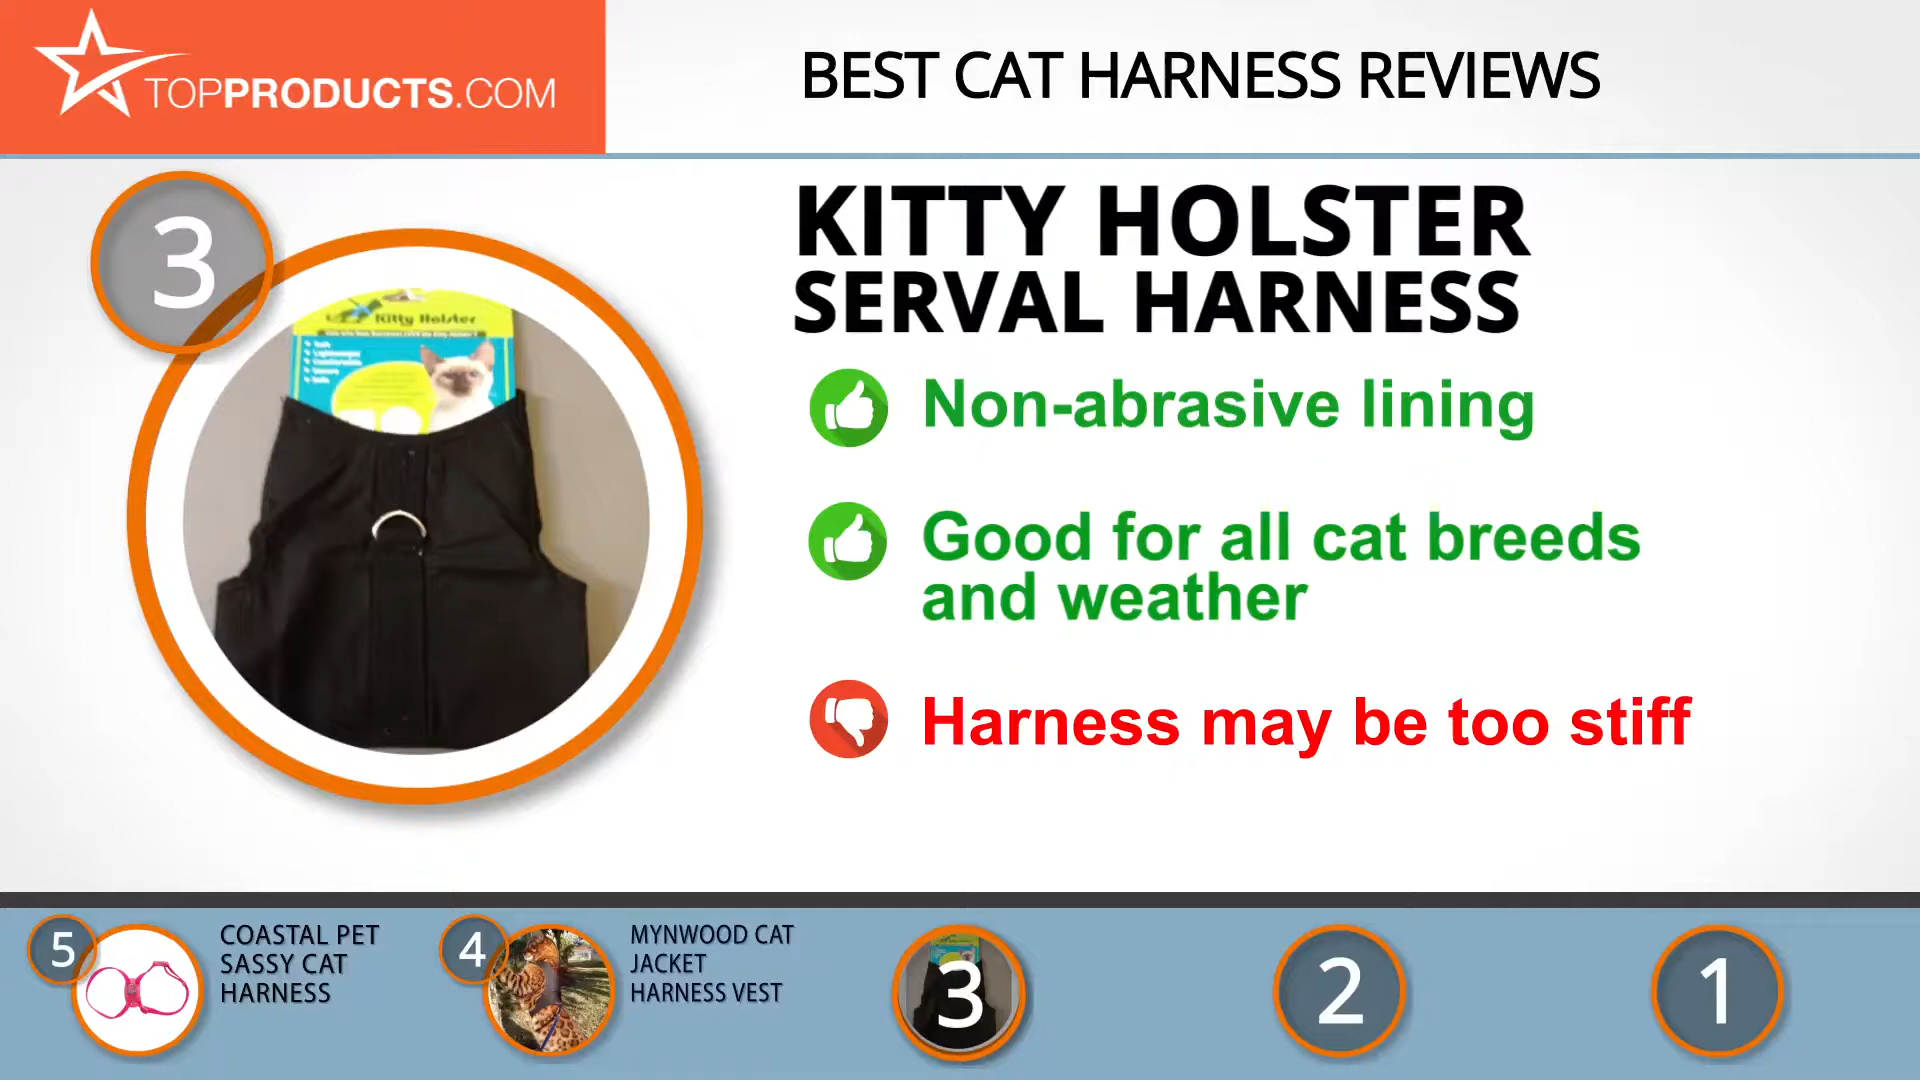 TOPPRODUCTS.COM
BEST CAT HARNESS REVIEWS
3
KITTY HOLSTER
SERVAL HARNESS
Kitty Holster
Non-abrasive lining
Good for all cat breeds
and weather
Harness may be too stiff
5
COASTAL PET
SASSY CAT
HARNESS
4
MYNWOOD CAT
JACKET
HARNESS VEST
3
2
1